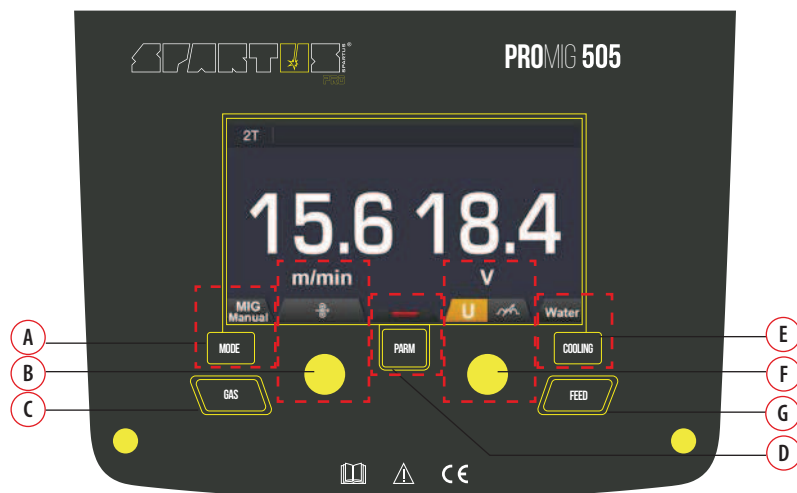 SPARTUS®
SPARTUS
PRO
PROMIG 505
2T
15.6 18.4
m/min V
MIG
Manual
U
Water
MODE
PARM
COOLING
GAS
FEED
A
B
C
E
F
G
D
CE